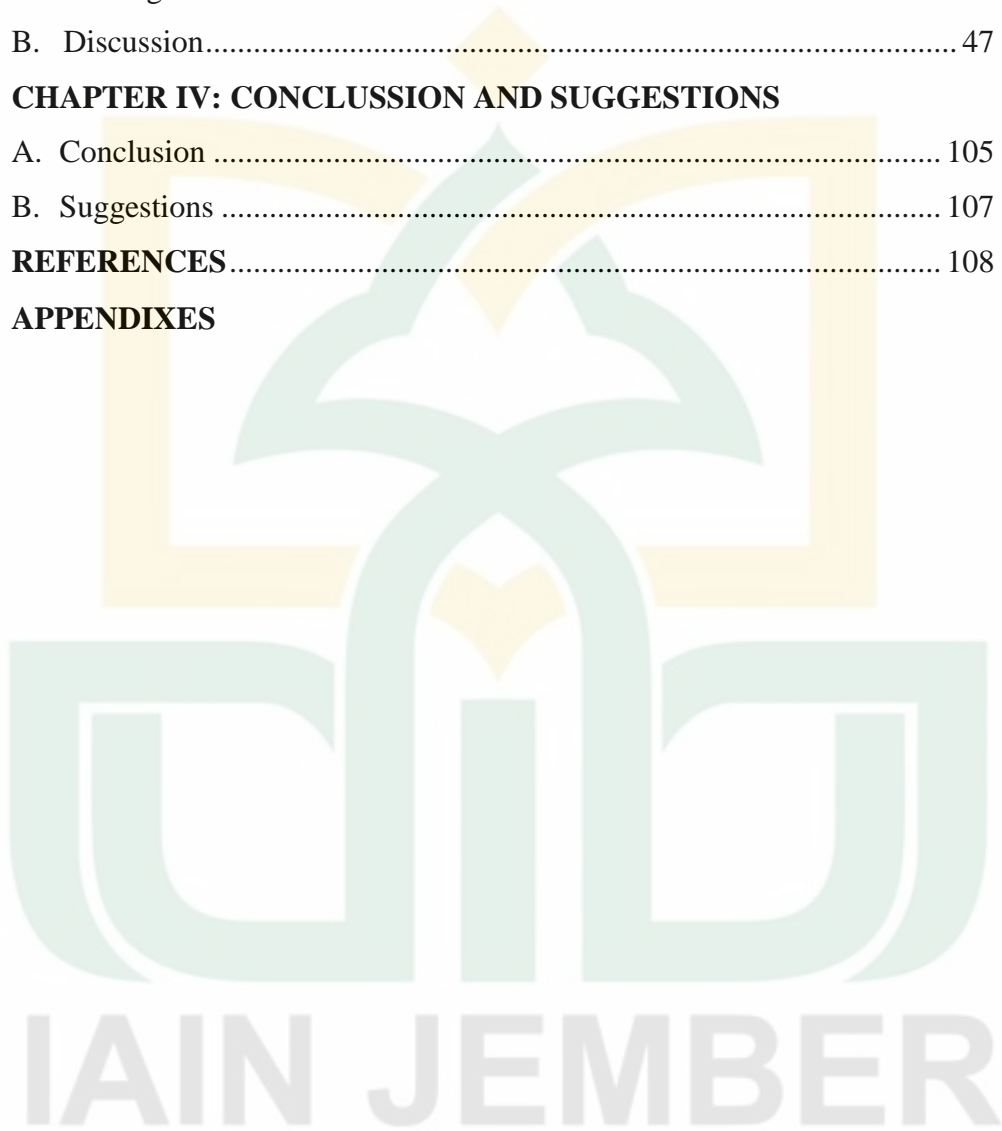 B. Discussion.......................................................................................... 47
CHAPTER IV: CONCLUSSION AND SUGGESTIONS
A. Conclusion ....................................................................................... 105
B. Suggestions ...................................................................................... 107
REFERENCES..................................................................................... 108
APPENDIXES
IAIN JEMBER